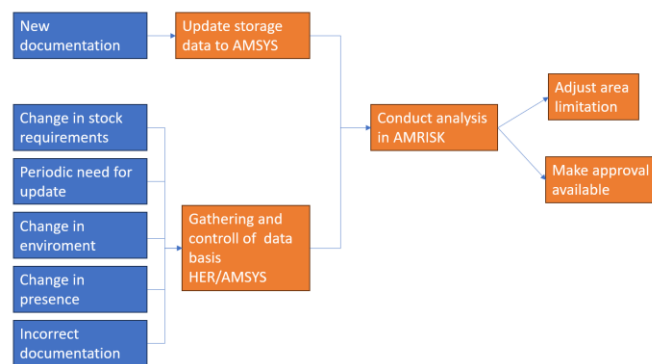 New
documentation
Update storage
data to AMSYS
Change in stock
requirements
Periodic need for
update
Change in
enviroment
Change in
presence
Incorrect
documentation
Gathering and
controll of data
basis
HER/AMSYS
Conduct analysis
in AMRISK
Adjust area
limitation
Make approval
available